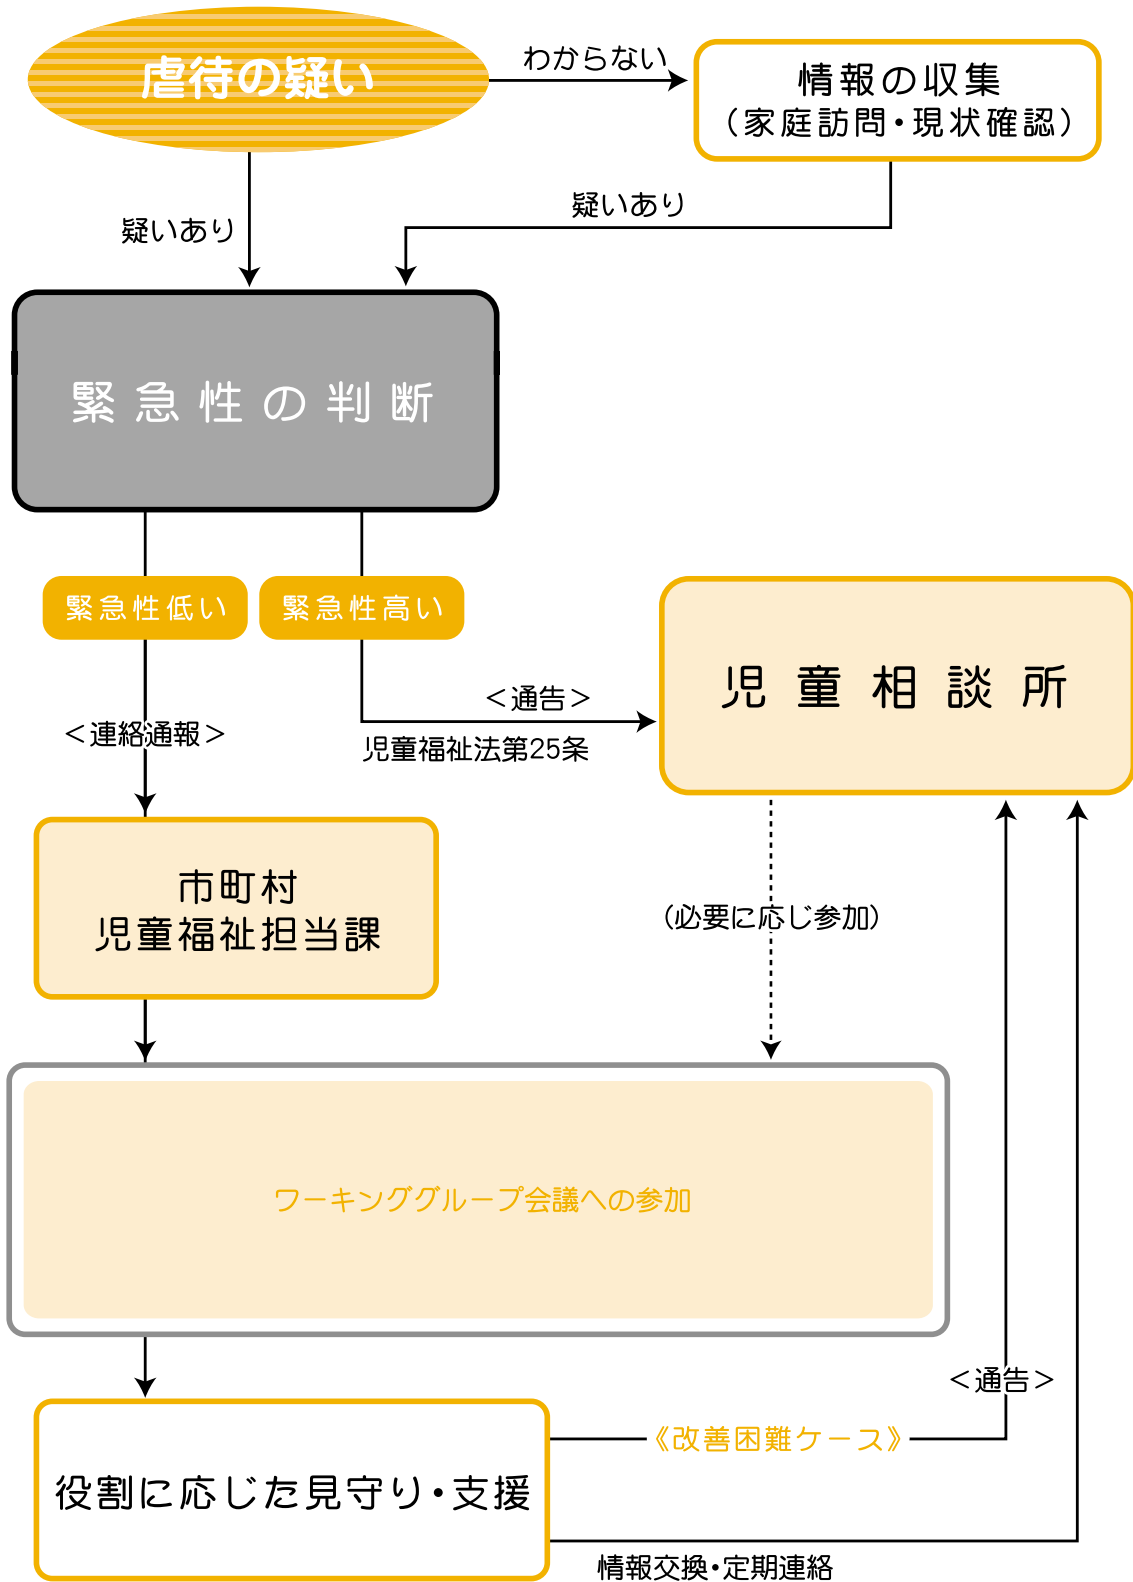 虐待の疑い
わからない
情報の収集
（家庭訪問・現状確認）
疑いあり
疑いあり
緊急性の判断
緊急性低い
緊急性高い
児童相談所
＜通告＞
児童福祉法第25条
＜連絡通報＞
市町村
児童福祉担当課
（必要に応じ参加）
ワーキンググループ会議への参加
＜通告＞
《改善困難ケース》
役割に応じた見守り・支援
情報交換・定期連絡